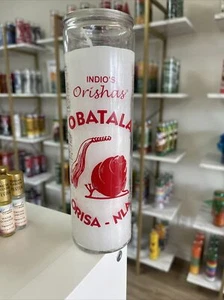 INDIO'S
Orishas
OBATALA
ORISA - NLA